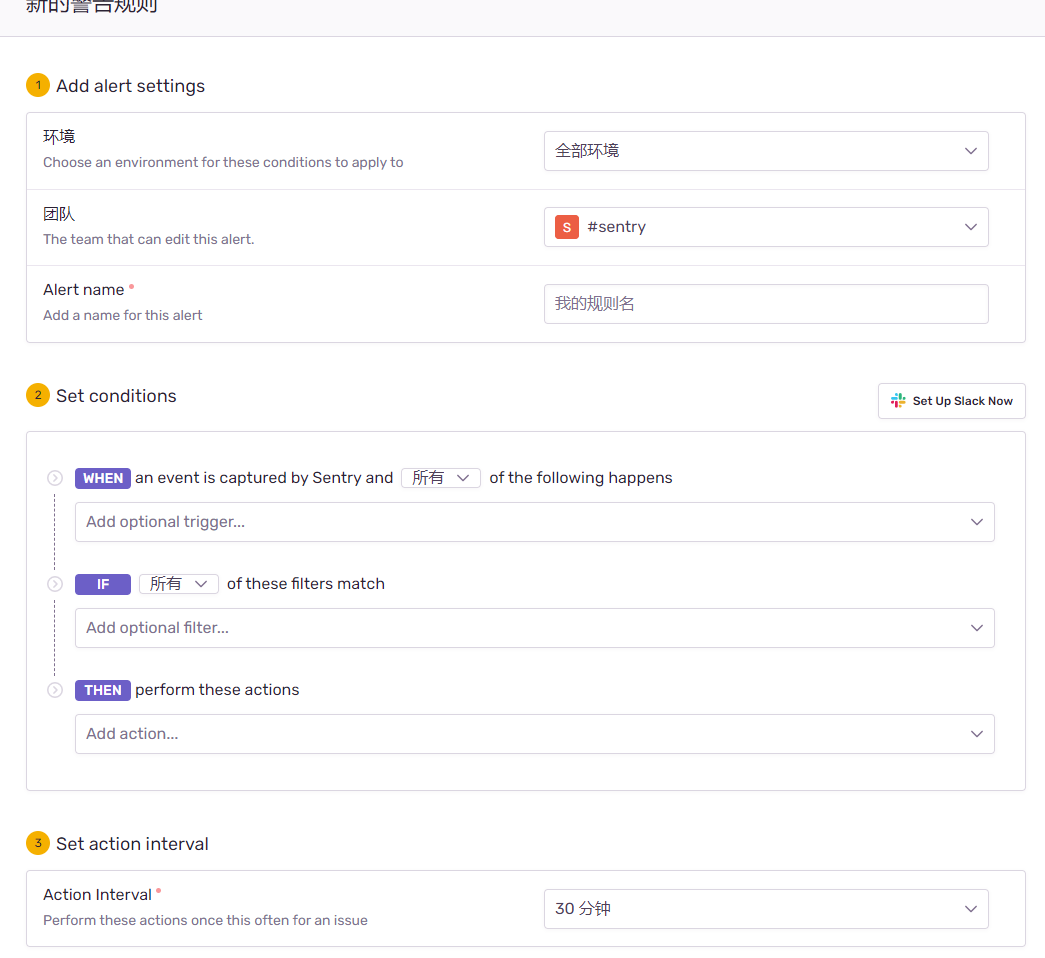 新的警告规则
1 Add alert settings
环境
Choose an environment for these conditions to apply to
全部环境
团队
The team that can edit this alert.
S #sentry
Alert name *
Add a name for this alert
我的规则名
2 Set conditions
Set Up Slack Now
WHEN an event is captured by Sentry and 所有 of the following happens
Add optional trigger...
IF 所有 of these filters match
Add optional filter...
THEN perform these actions
Add action...
3 Set action interval
Action Interval *
Perform these actions once this often for an issue
30 分钟